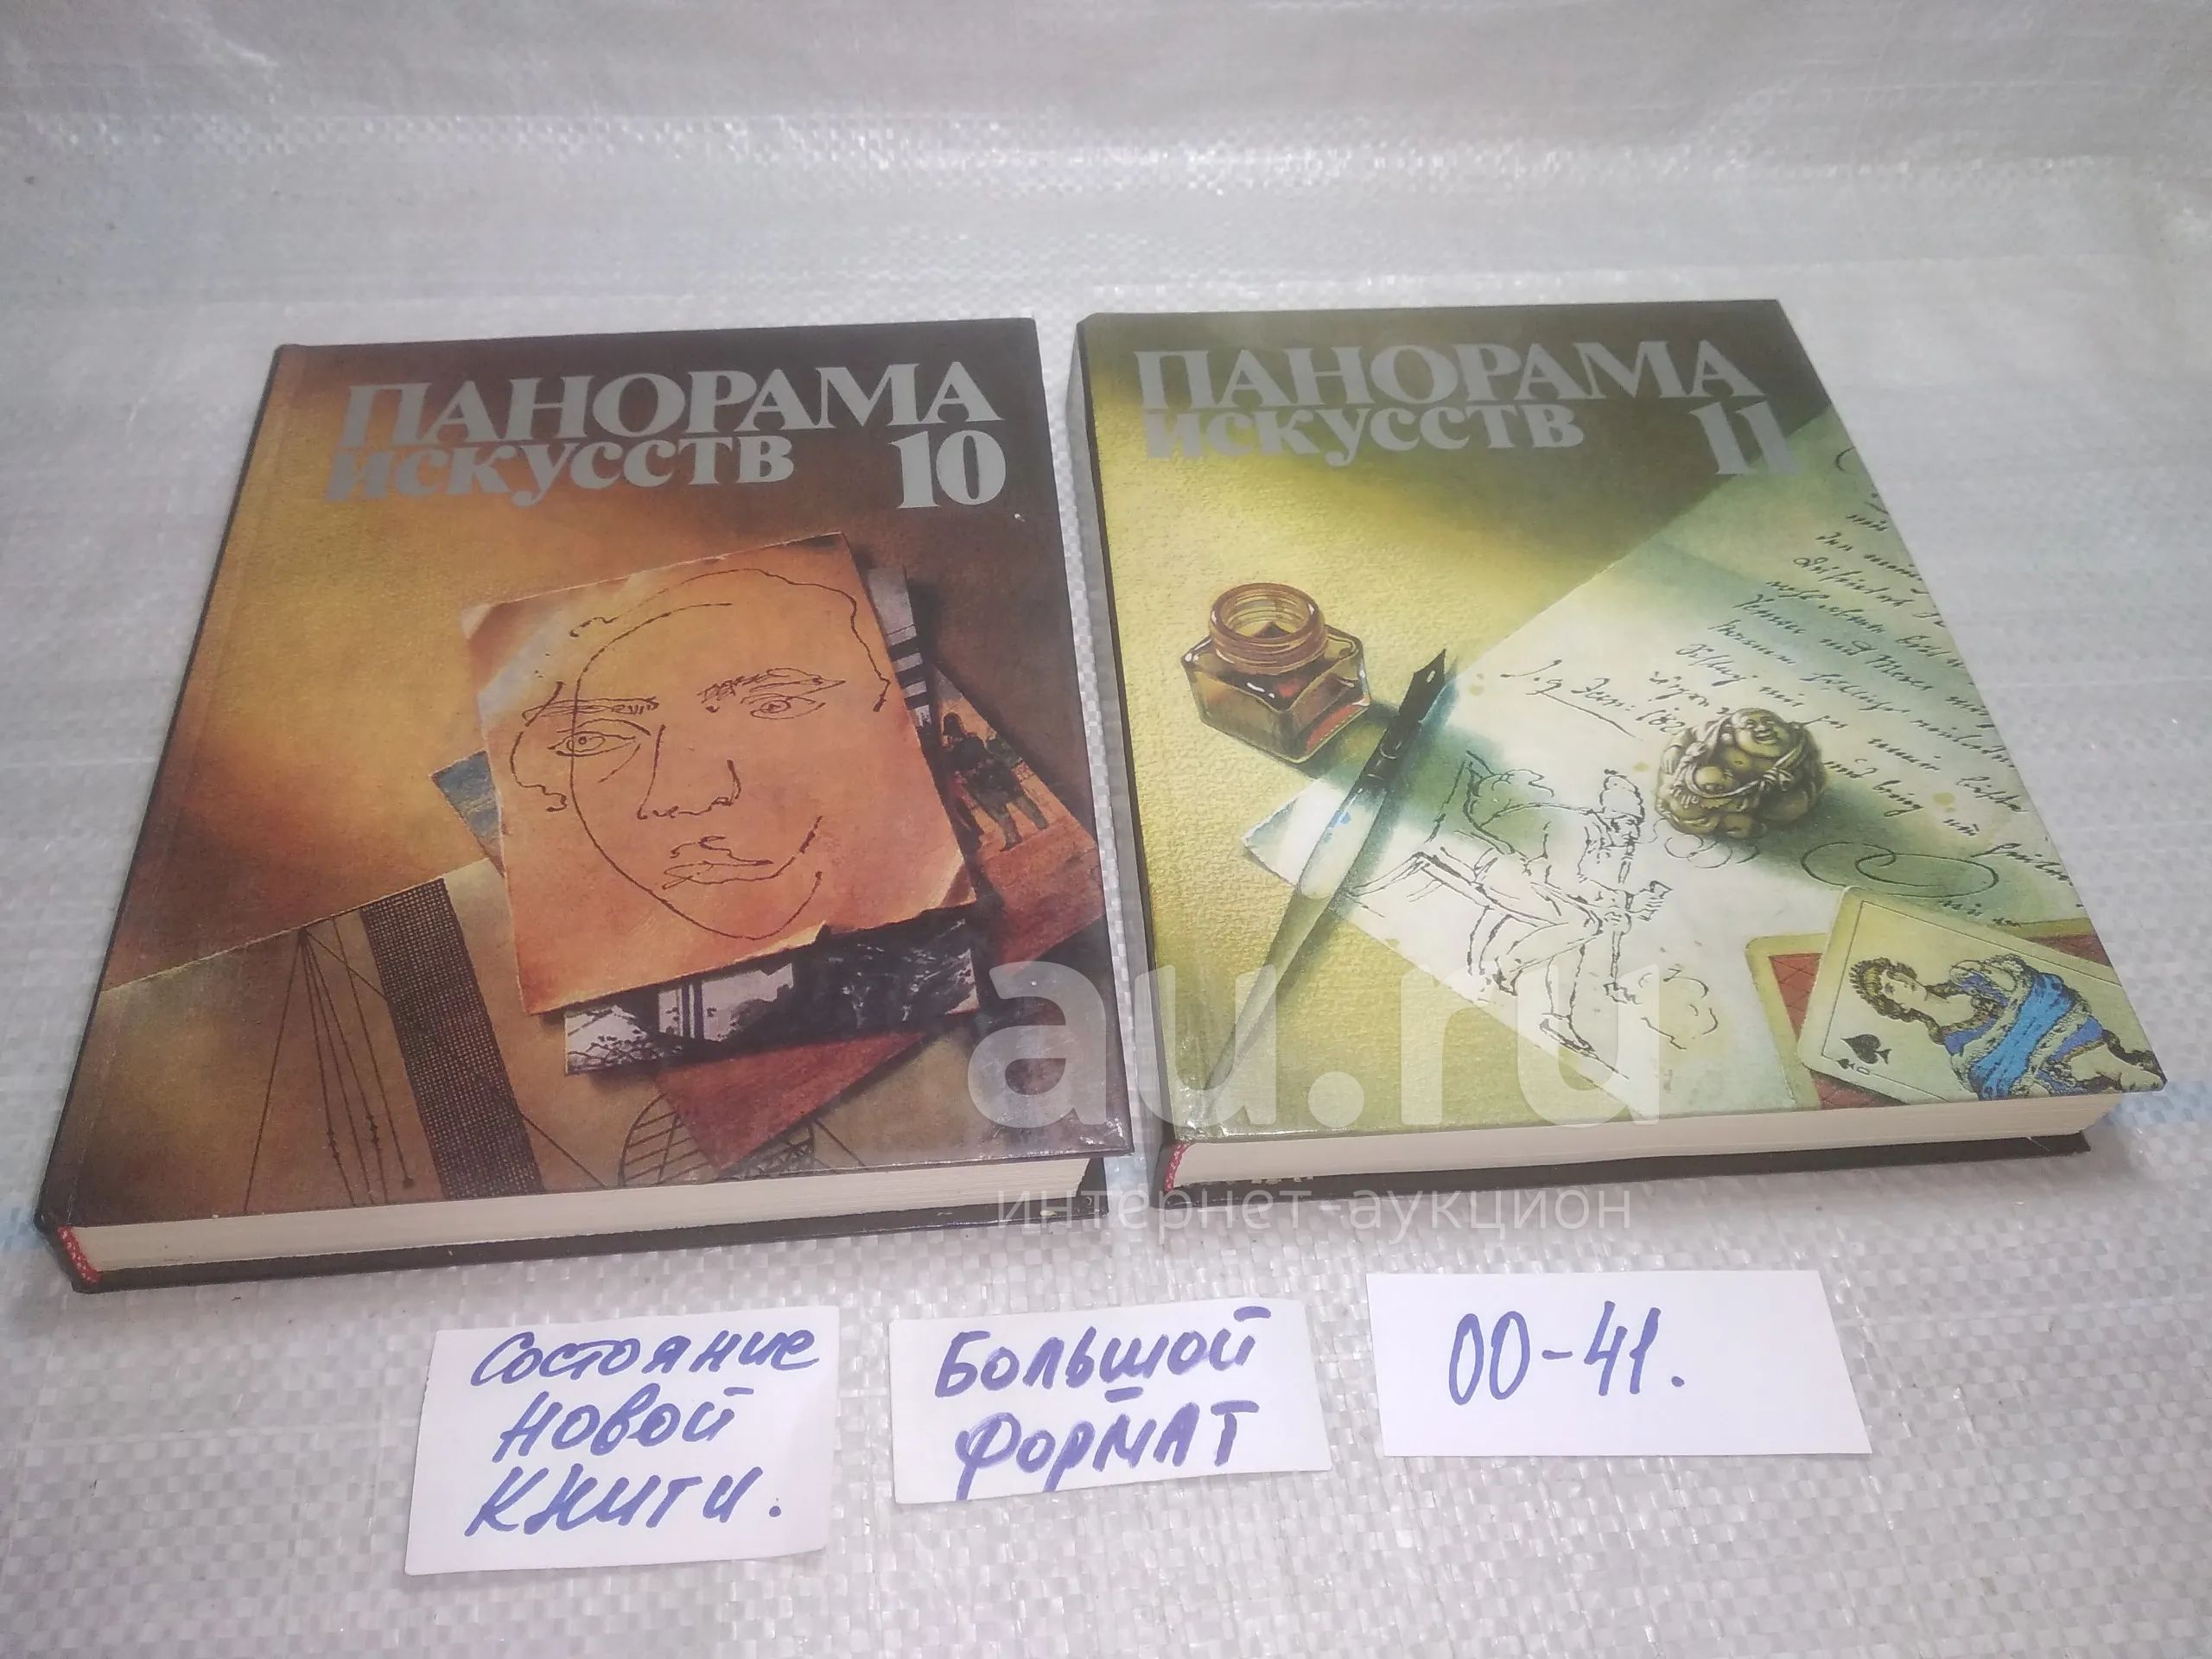 ПАНОРАМА
искусств 10
ПАНОРАМА
искусств 11
au.ru
интернет-аукцион
Состояние
новой
книги.
Большой
формат
00-41.